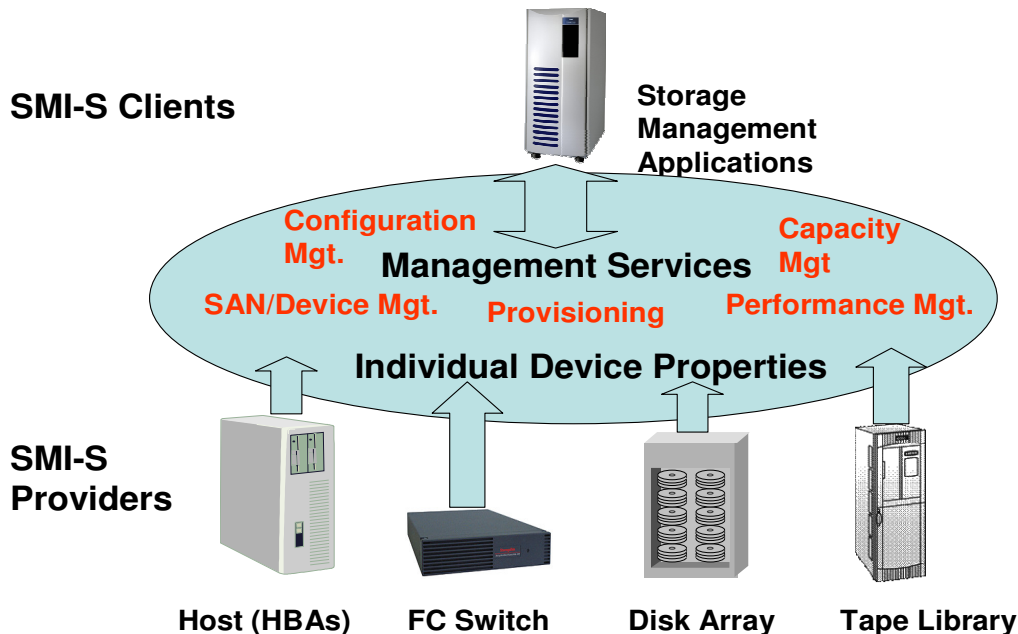 SMI-S Clients
Storage
Management
Applications
Configuration
Mgt.
Capacity
Mgt
Management Services
SAN/Device Mgt.
Provisioning
Performance Mgt.
Individual Device Properties
SMI-S
Providers
Host (HBAs)
FC Switch
Disk Array
Tape Library